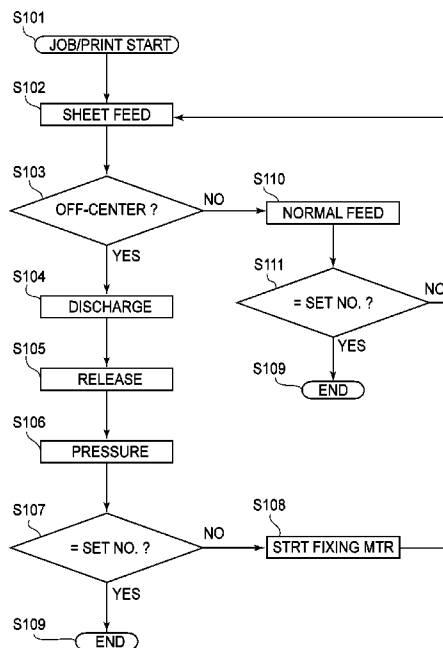 S101
JOB/PRINT START
S102
SHEET FEED
S103
OFF-CENTER ?
NO
YES
S110
NORMAL FEED
S111
= SET NO. ?
NO
YES
S109
END
S104
DISCHARGE
S105
RELEASE
S106
PRESSURE
S107
= SET NO. ?
NO
YES
S108
STRT FIXING MTR
S109
END